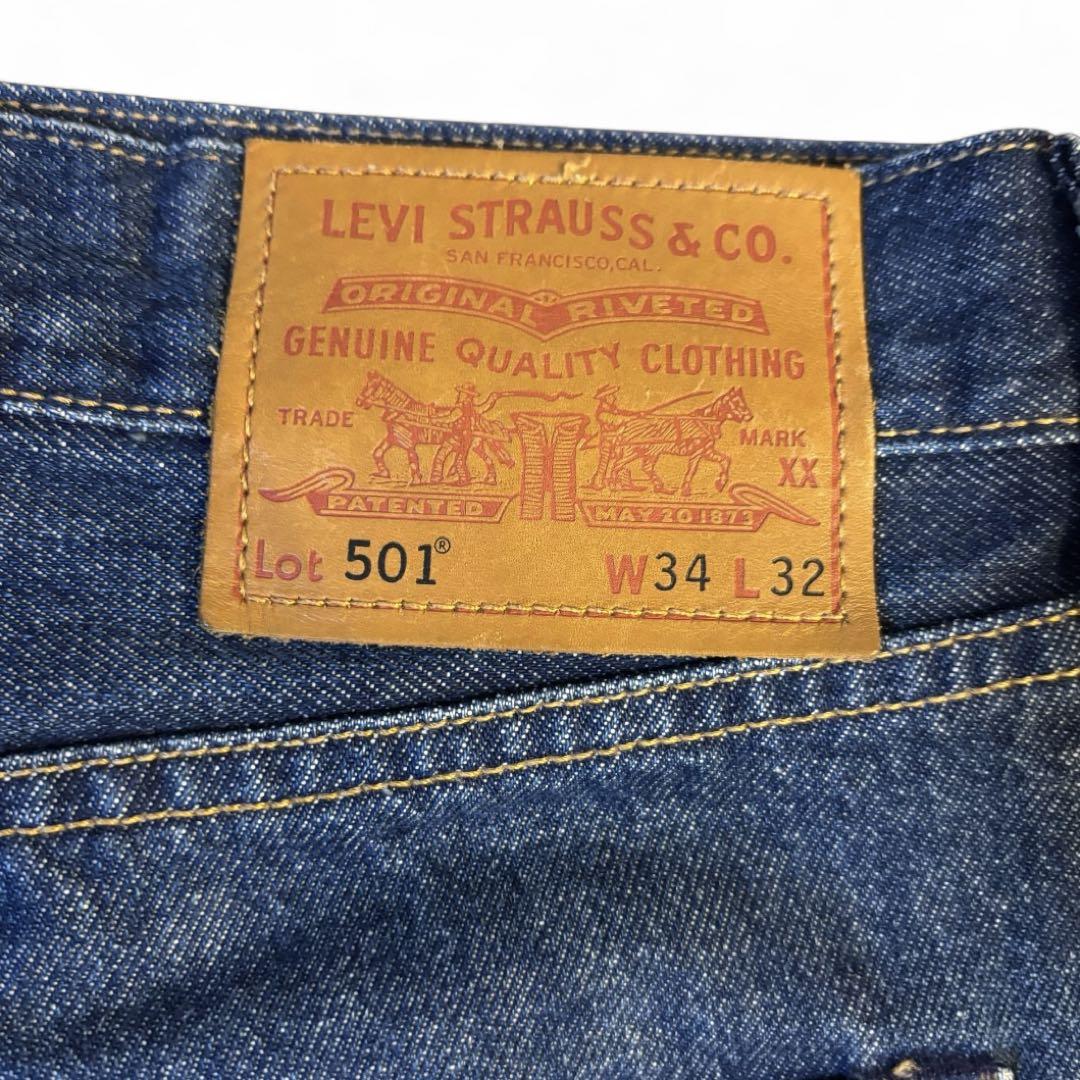 LEVI STRAUSS & CO.
SAN FRANCISCO, CAL.
ORIGINAL RIVETED
GENUINE QUALITY CLOTHING
TRADE MARK
XX
PATENTED MAY 20 1873
Lot 501® W34 L32